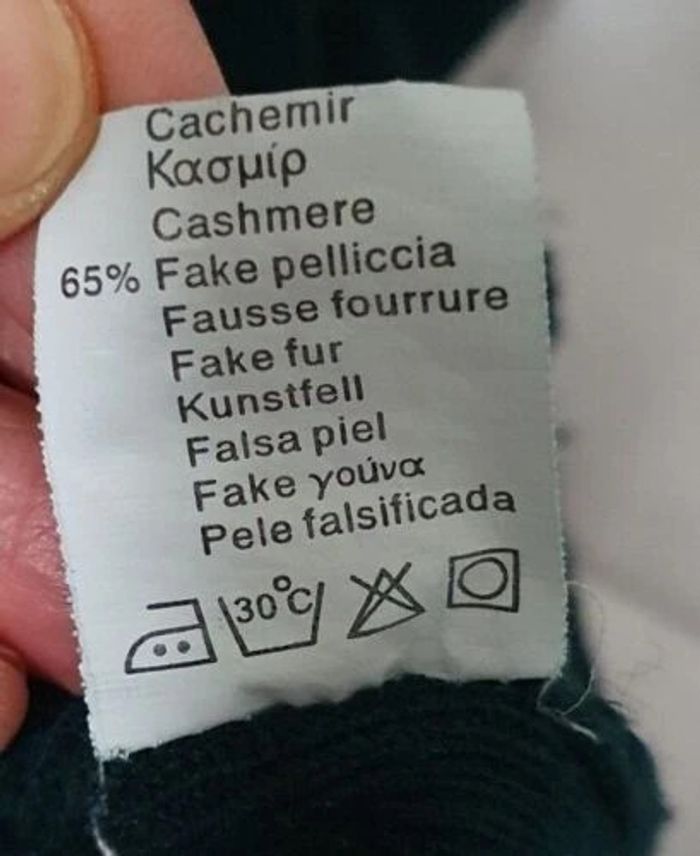 Cachemir
Κασμίρ
Cashmere
65% Fake pelliccia
Fausse fourrure
Fake fur
Kunstfell
Falsa piel
Fake γούνα
Pele falsificada
30°C